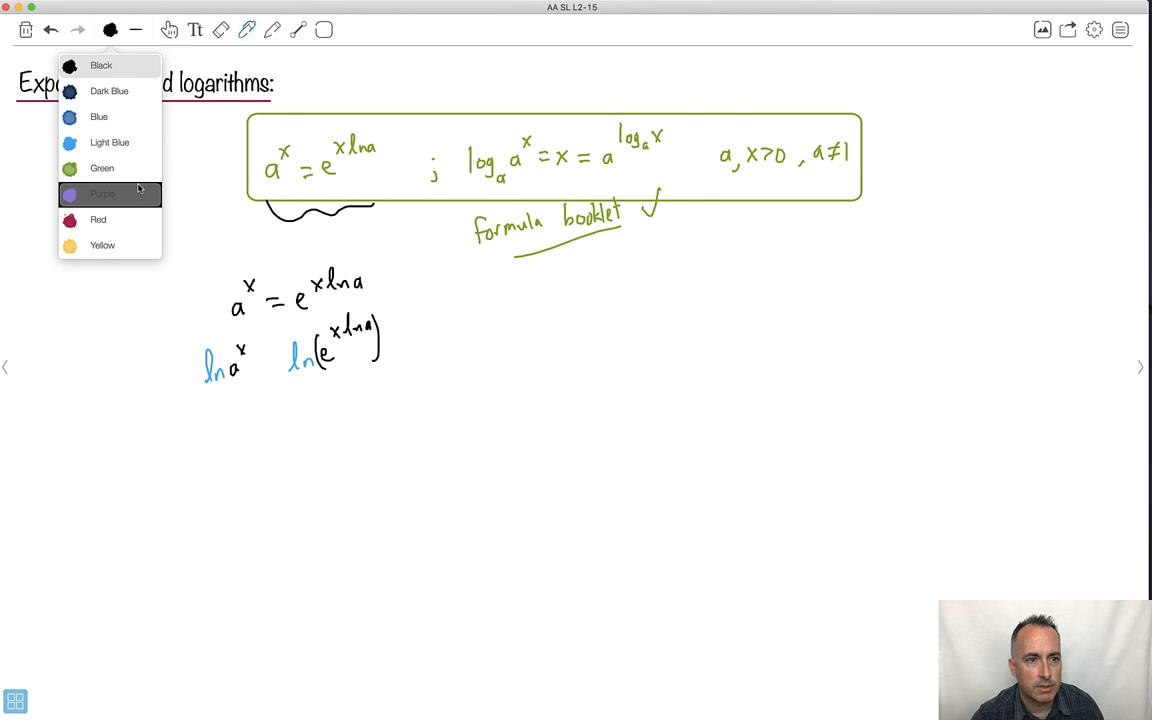 AA SL L2-15
Tt
Black
Expo d logarithms:
Dark Blue
Blue
Light Blue
Green
Purple
Red
Yellow
a^x = e^{x ln a} ; log_a a^x = x = a^{log_a x} a, x>0 , a≠1
formula booklet ✓
a^x = e^{x ln a}
ln a^x ln(e^{x ln a})